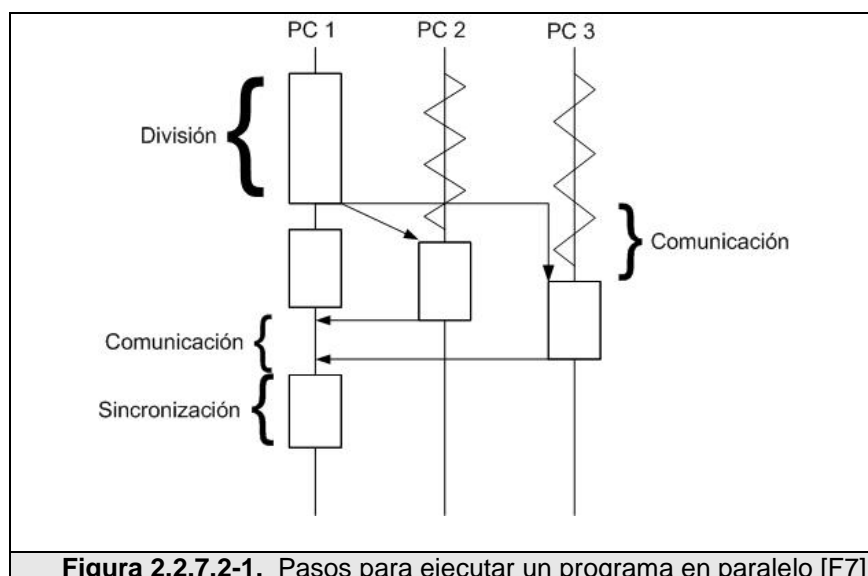 PC 1 PC 2 PC 3
División
Comunicación
Comunicación
Sincronización
Figura 2.2.7.2-1. Pasos para ejecutar un programa en paralelo [F7]